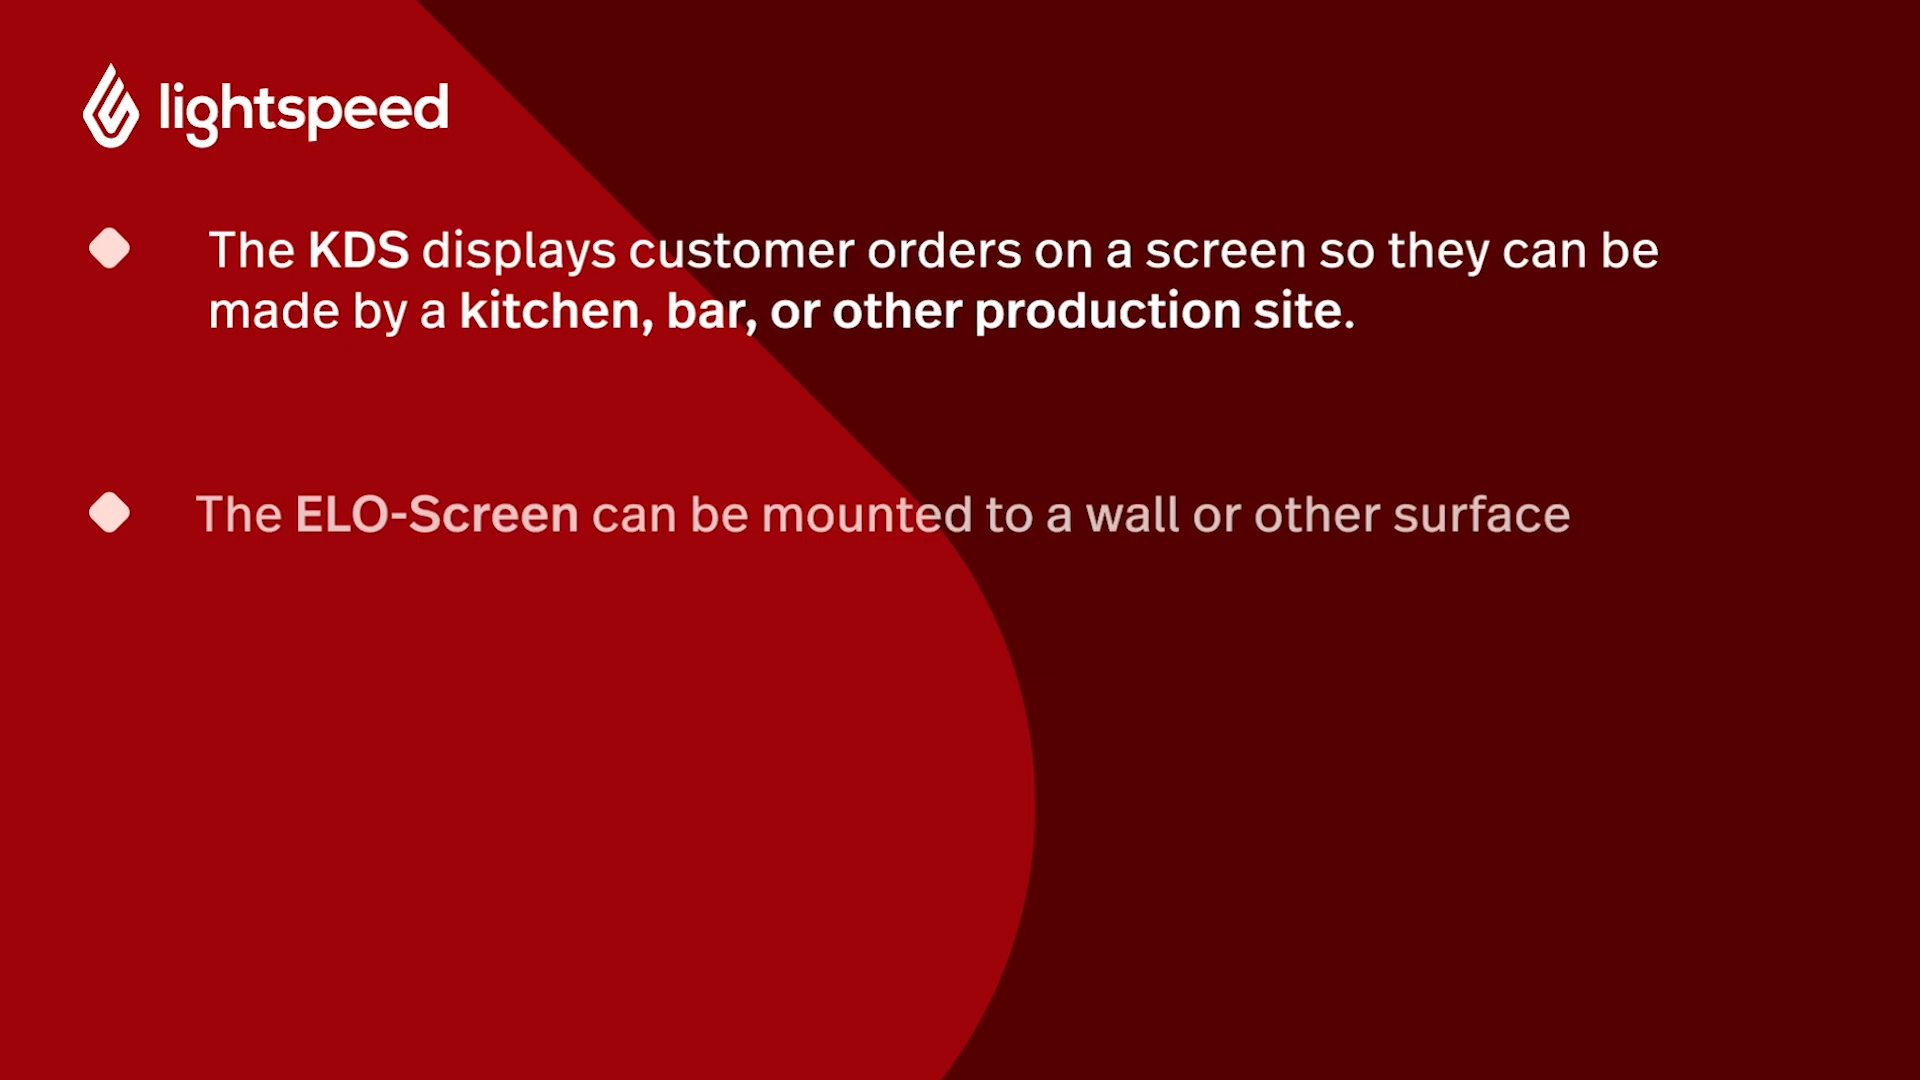 lightspeed
The KDS displays customer orders on a screen so they can be
made by a kitchen, bar, or other production site.
The ELO-Screen can be mounted to a wall or other surface